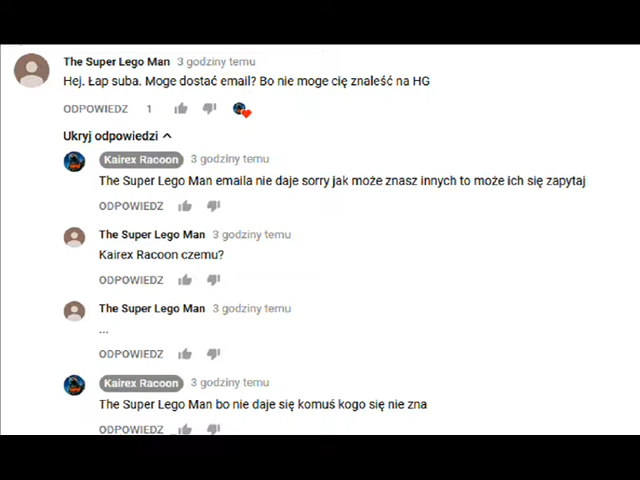 The Super Lego Man 3 godziny temu
Hej. Łap suba. Moge dostać email? Bo nie moge cię znaleść na HG
ODPOWIEDZ 1
Ukryj odpowiedzi
Kairex Racoon 3 godziny temu
The Super Lego Man emaila nie daje sorry jak może znasz innych to może ich się zapytaj
ODPOWIEDZ
The Super Lego Man 3 godziny temu
Kairex Racoon czemu?
ODPOWIEDZ
The Super Lego Man 3 godziny temu
...
ODPOWIEDZ
Kairex Racoon 3 godziny temu
The Super Lego Man bo nie daje się komuś kogo się nie zna
ODPOWIEDZ